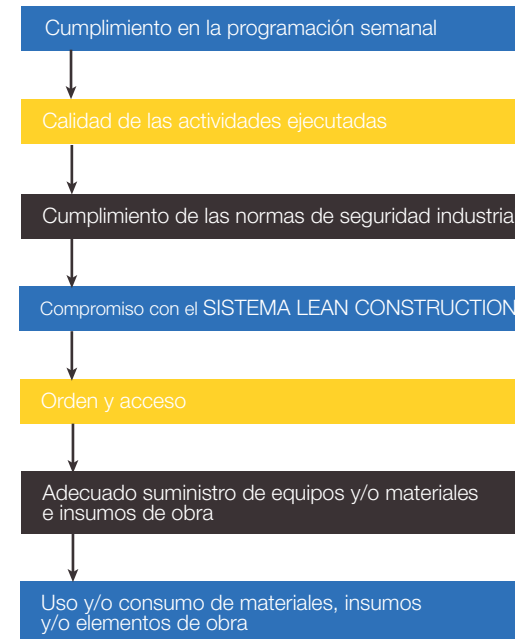 Cumplimiento en la programación semanal
Calidad de las actividades ejecutadas
Cumplimiento de las normas de seguridad industria
Compromiso con el SISTEMA LEAN CONSTRUCTION
Orden y acceso
Adecuado suministro de equipos y/o materiales
e insumos de obra
Uso y/o consumo de materiales, insumos
y/o elementos de obra